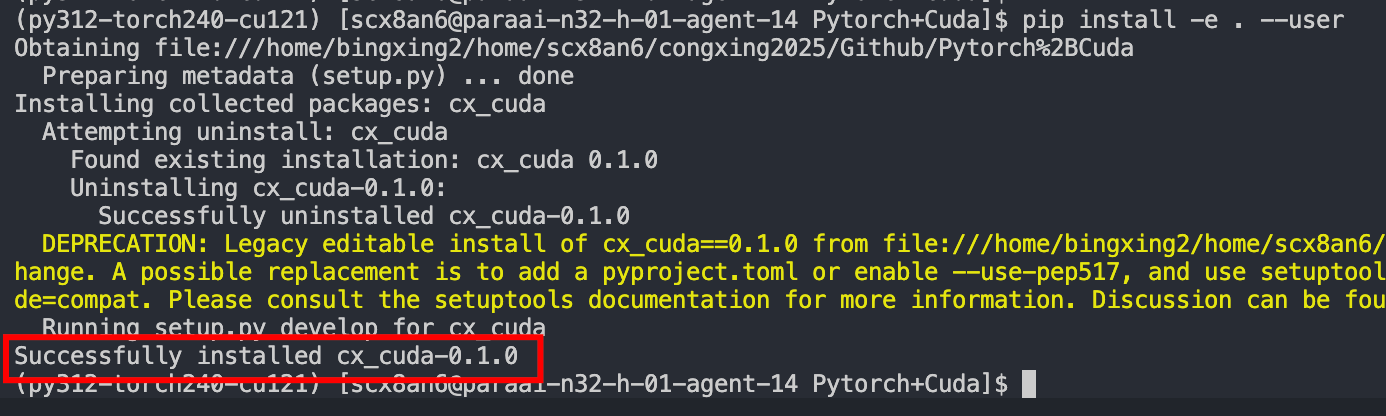 (py312-torch240-cu121) [scx8an6@paraai-n32-h-01-agent-14 Pytorch+Cuda]$ pip install -e . --user
Obtaining file:///home/bingxing2/home/scx8an6/congxing2025/Github/Pytorch%2BCuda
Preparing metadata (setup.py) ... done
Installing collected packages: cx_cuda
Attempting uninstall: cx_cuda
Found existing installation: cx_cuda 0.1.0
Uninstalling cx_cuda-0.1.0:
Successfully uninstalled cx_cuda-0.1.0
DEPRECATION: Legacy editable install of cx_cuda==0.1.0 from file:///home/bingxing2/home/scx8an6/
hange. A possible replacement is to add a pyproject.toml or enable --use-pep517, and use setuptool
de=compat. Please consult the setuptools documentation for more information. Discussion can be fou
Running setup.py develop for cx_cuda
Successfully installed cx_cuda-0.1.0
(py312-torch240-cu121) [scx8an6@paraai-n32-h-01-agent-14 Pytorch+Cuda]$